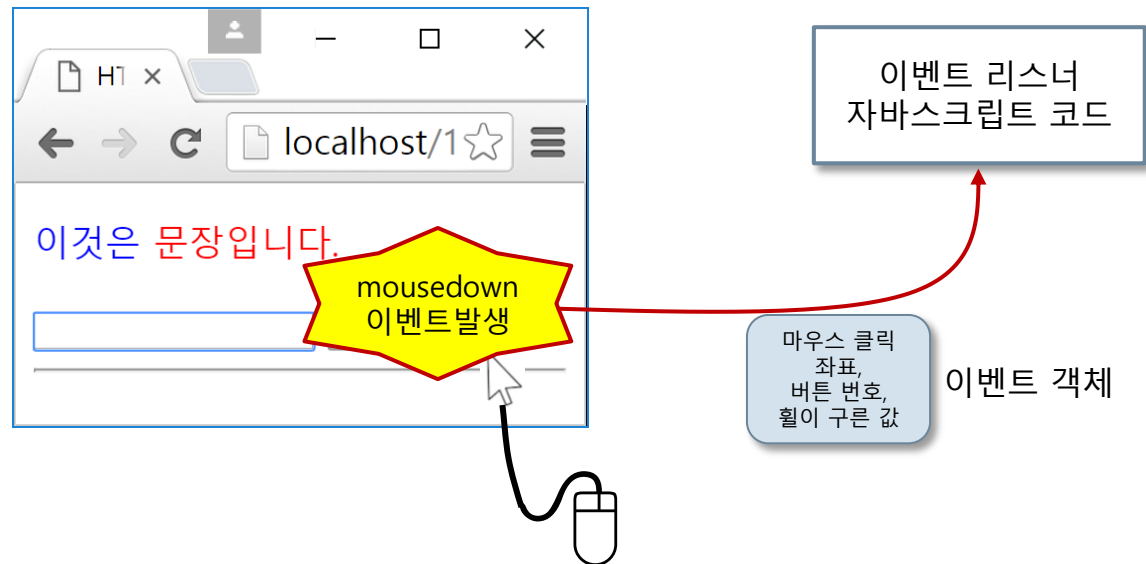 HT
localhost/1
이것은 문장입니다.
mousedown
이벤트발생
이벤트 리스너
자바스크립트 코드
마우스 클릭
좌표,
버튼 번호,
휠이 구른 값
이벤트 객체